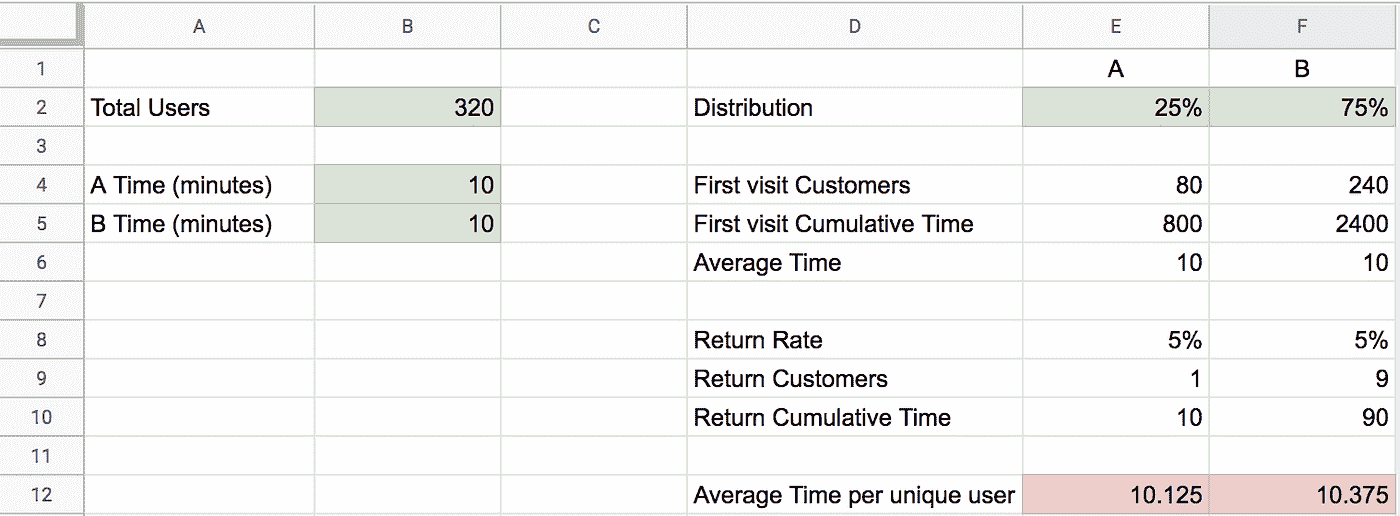 A B C D E F
1 A B
2 Total Users 320 Distribution 25% 75%
3
4 A Time (minutes) 10 First visit Customers 80 240
5 B Time (minutes) 10 First visit Cumulative Time 800 2400
6 Average Time 10 10
7
8 Return Rate 5% 5%
9 Return Customers 1 9
10 Return Cumulative Time 10 90
11
12 Average Time per unique user 10.125 10.375